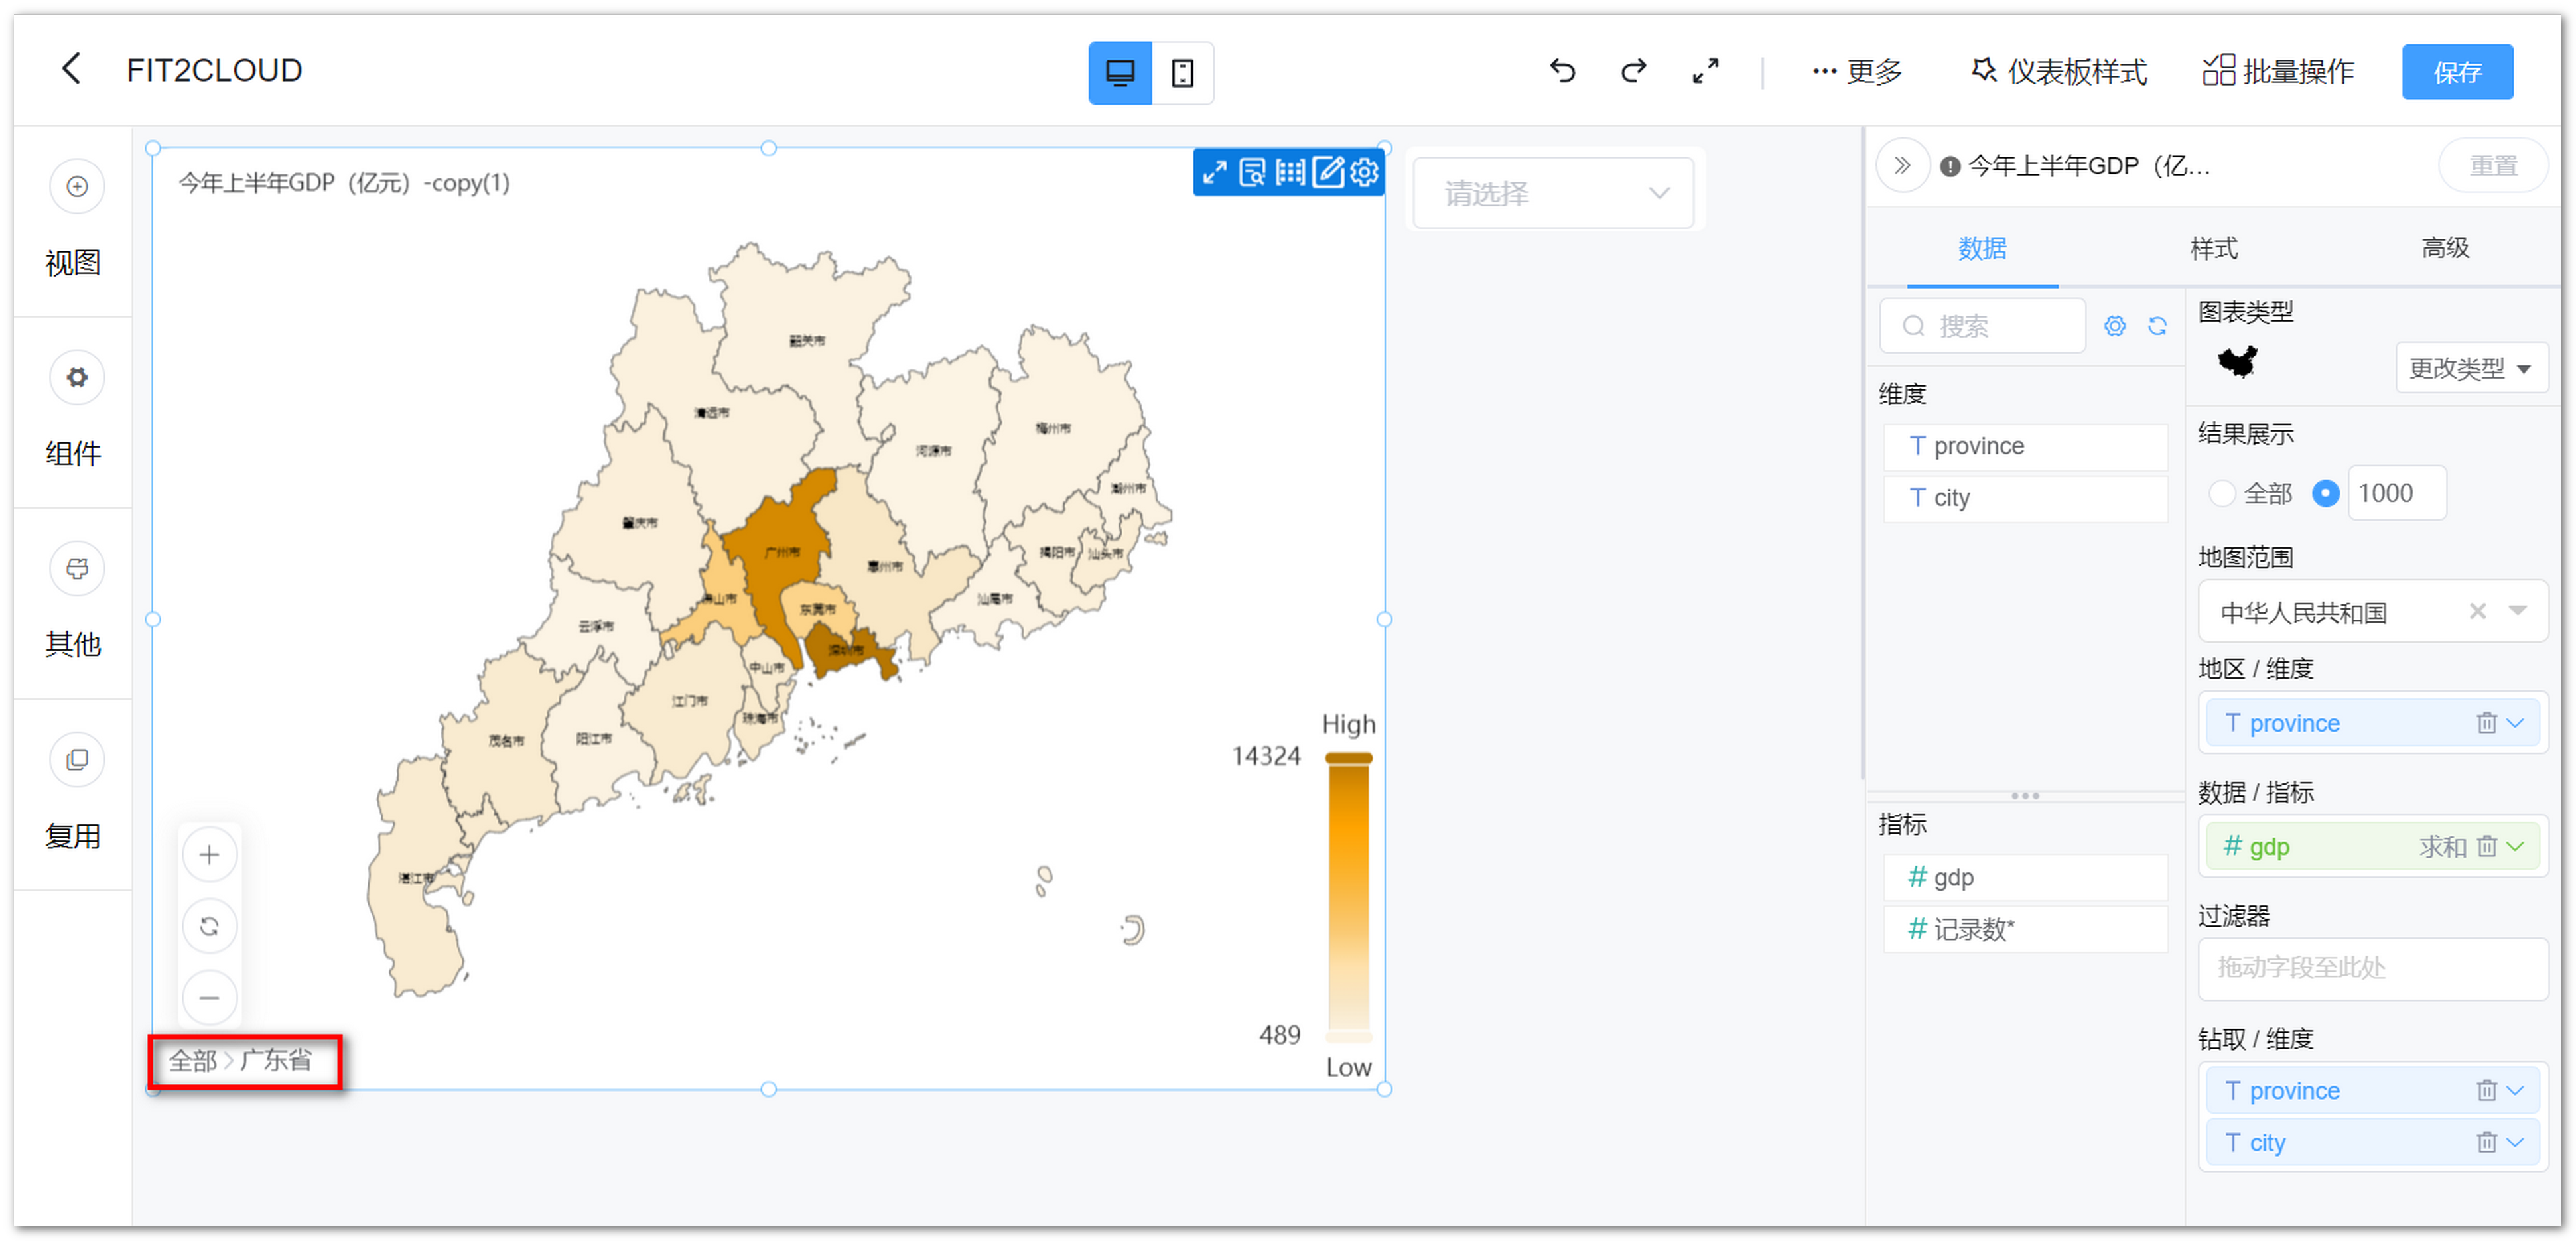 FIT2CLOUD
更多
仪表板样式
批量操作
保存
视图
组件
其他
复用
今年上半年GDP（亿元）-copy(1)
请选择
韶关市
清远市
梅州市
河源市
潮州市
肇庆市
广州市
揭阳市
汕头市
惠州市
佛山市
东莞市
汕尾市
云浮市
深圳市
中山市
江门市
珠海市
茂名市
阳江市
湛江市
High
14324
489
Low
全部
广东省
今年上半年GDP（亿...
重置
数据
样式
高级
搜索
维度
T province
T city
指标
# gdp
# 记录数*
图表类型
更改类型
结果展示
全部
1000
地图范围
中华人民共和国
地区 / 维度
T province
数据 / 指标
# gdp 求和
过滤器
拖动字段至此处
钻取 / 维度
T province
T city